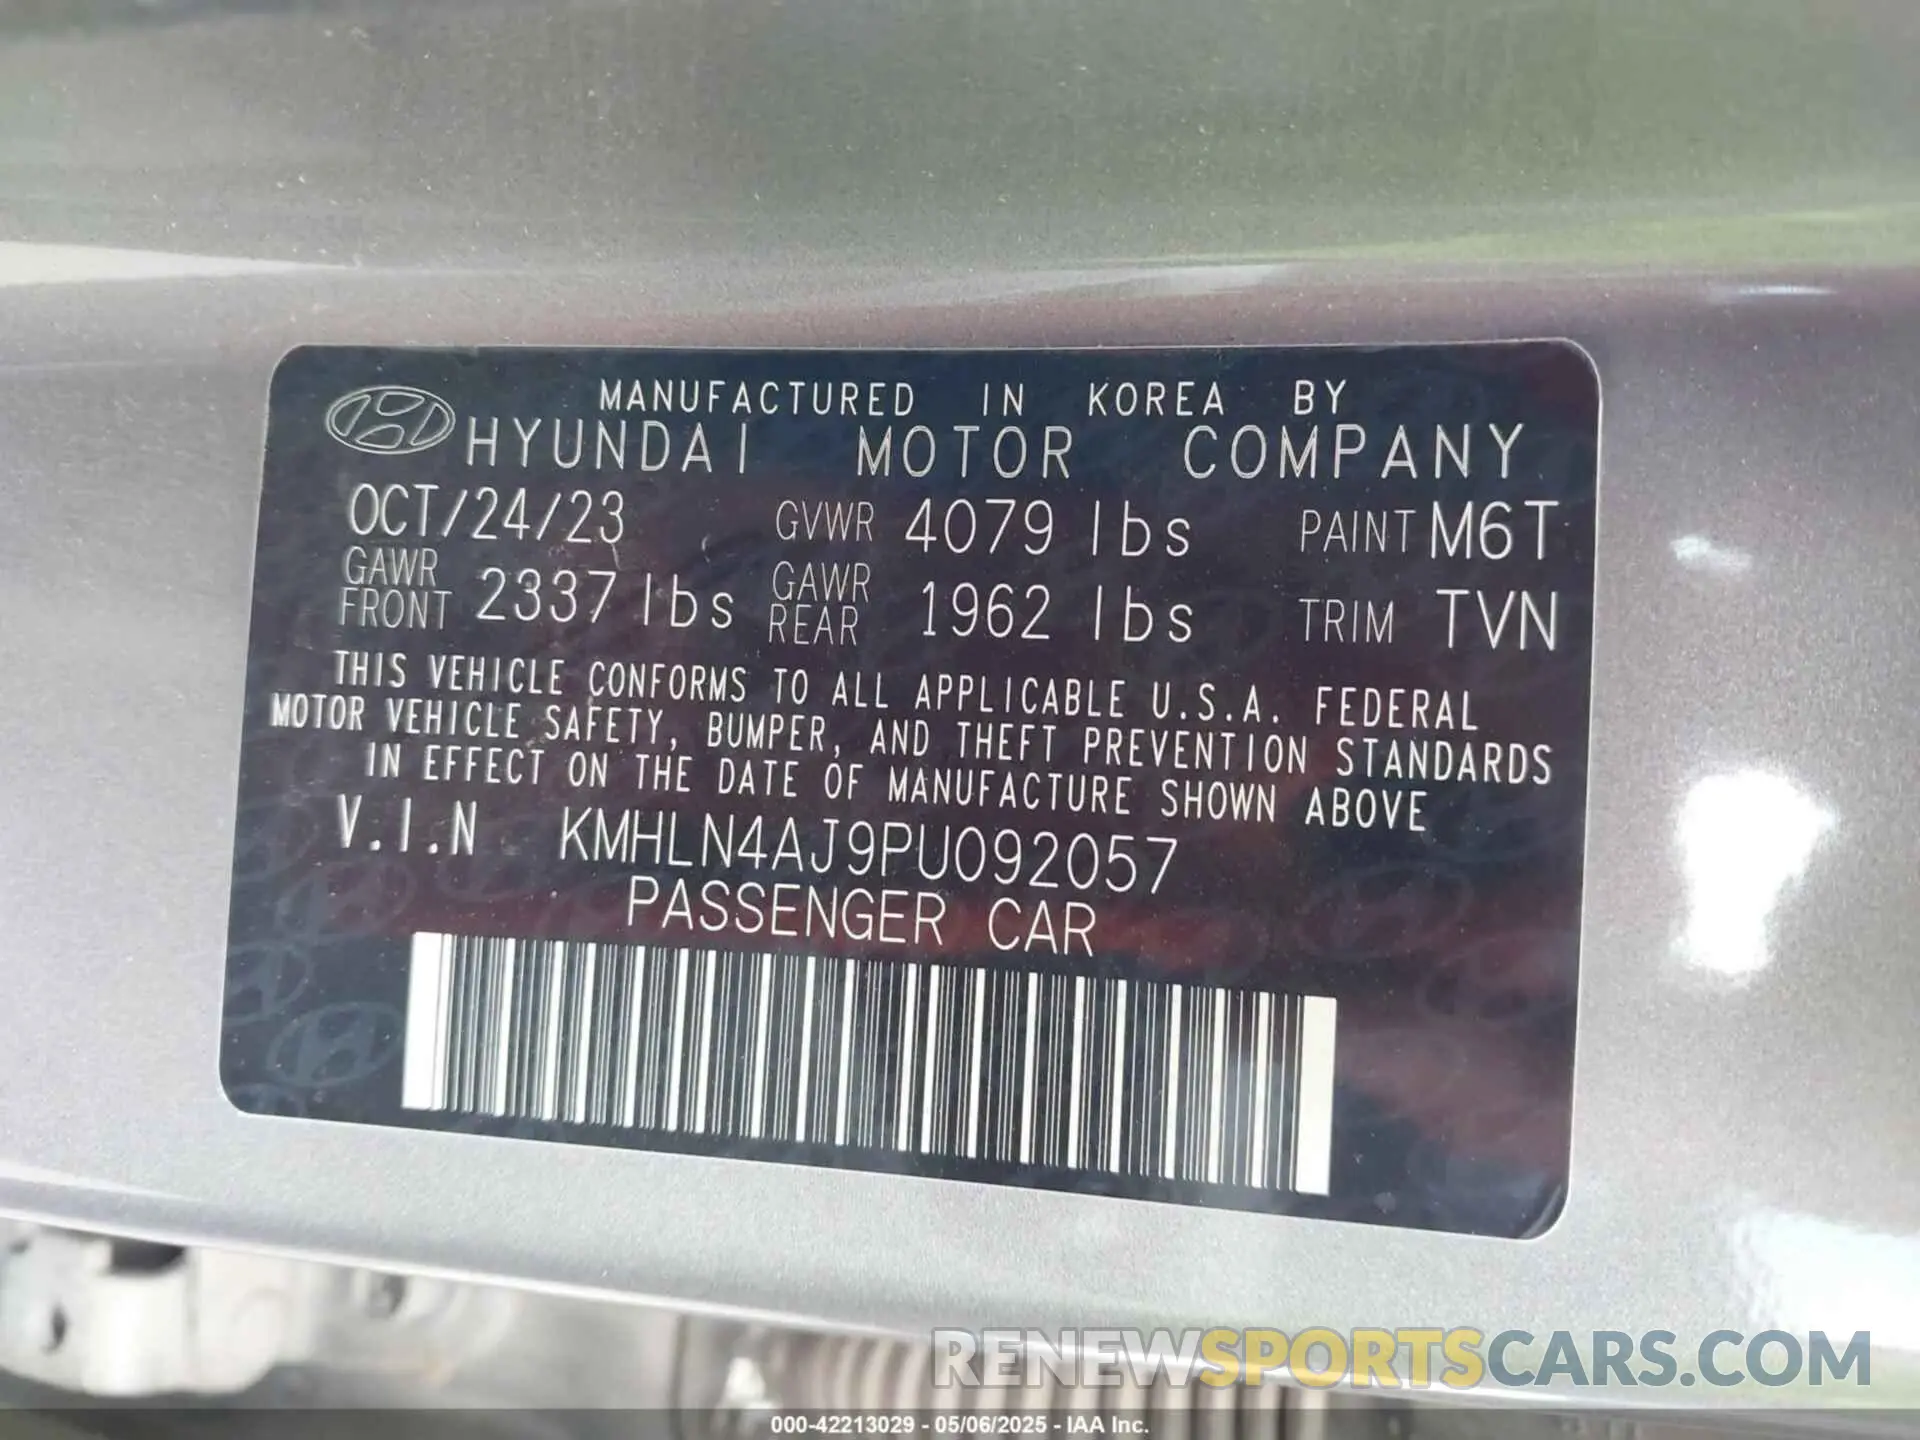 MANUFACTURED IN KOREA BY
HYUNDAI MOTOR COMPANY
OCT/24/23 GVWR 4079 lbs PAINT M6T
GAWR FRONT 2337 lbs GAWR REAR 1962 lbs TRIM TVN
THIS VEHICLE CONFORMS TO ALL APPLICABLE U.S.A. FEDERAL
MOTOR VEHICLE SAFETY, BUMPER, AND THEFT PREVENTION STANDARDS
IN EFFECT ON THE DATE OF MANUFACTURE SHOWN ABOVE
V.I.N KMHLN4AJ9PU092057
PASSENGER CAR
RENEWSPORTSCARS.COM
000-42213029 - 05/06/2025 - IAA Inc.